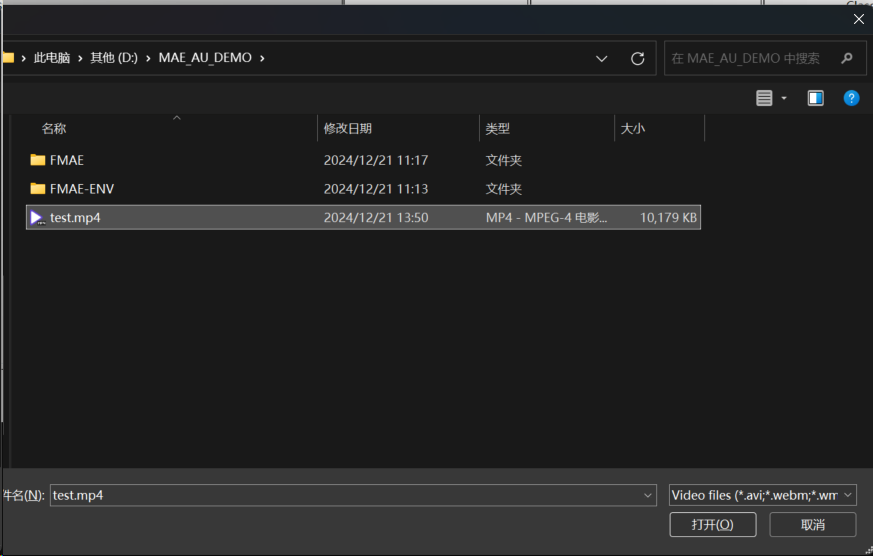 此电脑 › 其他 (D:) › MAE_AU_DEMO ›
在 MAE_AU_DEMO 中搜索
?
名称 修改日期 类型 大小
FMAE 2024/12/21 11:17 文件夹
FMAE-ENV 2024/12/21 11:13 文件夹
test.mp4 2024/12/21 13:50 MP4 - MPEG-4 电影... 10,179 KB
件名(N): test.mp4 Video files (*.avi;*.webm;*.wm
打开(O) 取消